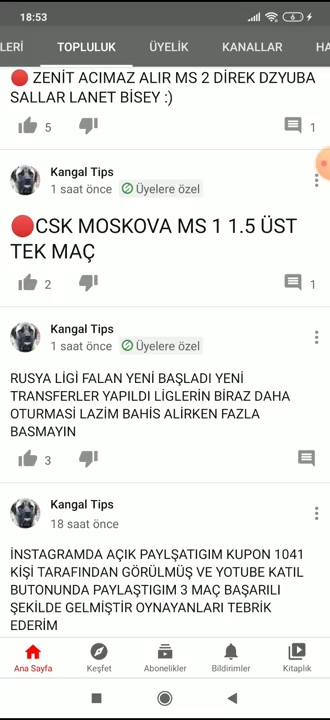 18:53
LERİ TOPLULUK ÜYELİK KANALLAR HA
ZENİT ACIMAZ ALIR MS 2 DİREK DZYUBA
SALLAR LANET BİSEY :)
5 1
Kangal Tips
1 saat önce Üyelere özel
CSK MOSKOVA MS 1 1.5 ÜST
TEK MAÇ
2 1
Kangal Tips
1 saat önce Üyelere özel
RUSYA LİGİ FALAN YENİ BAŞLADI YENİ
TRANSFERLER YAPILDI LİGLERİN BİRAZ DAHA
OTURMASİ LAZİM BAHİS ALİRKEN FAZLA
BASMAYIN
3
Kangal Tips
18 saat önce
İNSTAGRAMDA AÇIK PAYLŞATIGIM KUPON 1041
KİŞİ TARAFINDAN GÖRÜLMÜŞ VE YOTUBE KATIL
BUTONUNDA PAYLAŞTIGIM 3 MAÇ BAŞARILI
ŞEKİLDE GELMİŞTİR OYNAYANLARI TEBRİK
EDERİM
Ana Sayfa Keşfet Abonelikler Bildirimler Kitaplık